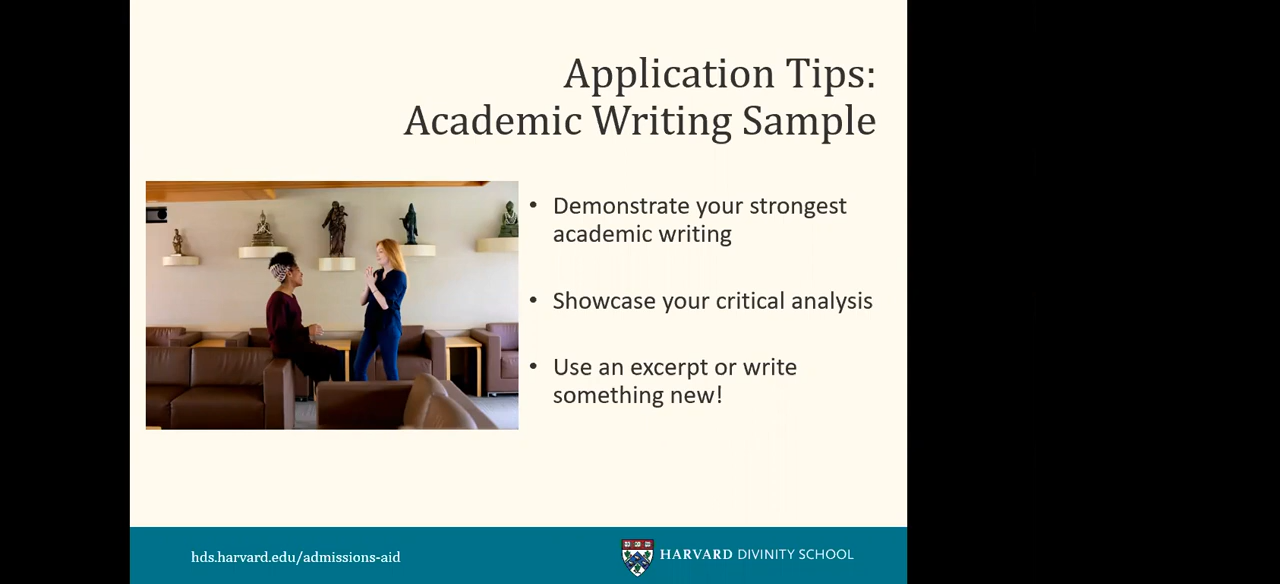 Application Tips:
Academic Writing Sample
• Demonstrate your strongest
academic writing
• Showcase your critical analysis
• Use an excerpt or write
something new!
hds.harvard.edu/admissions-aid
HARVARD DIVINITY SCHOOL